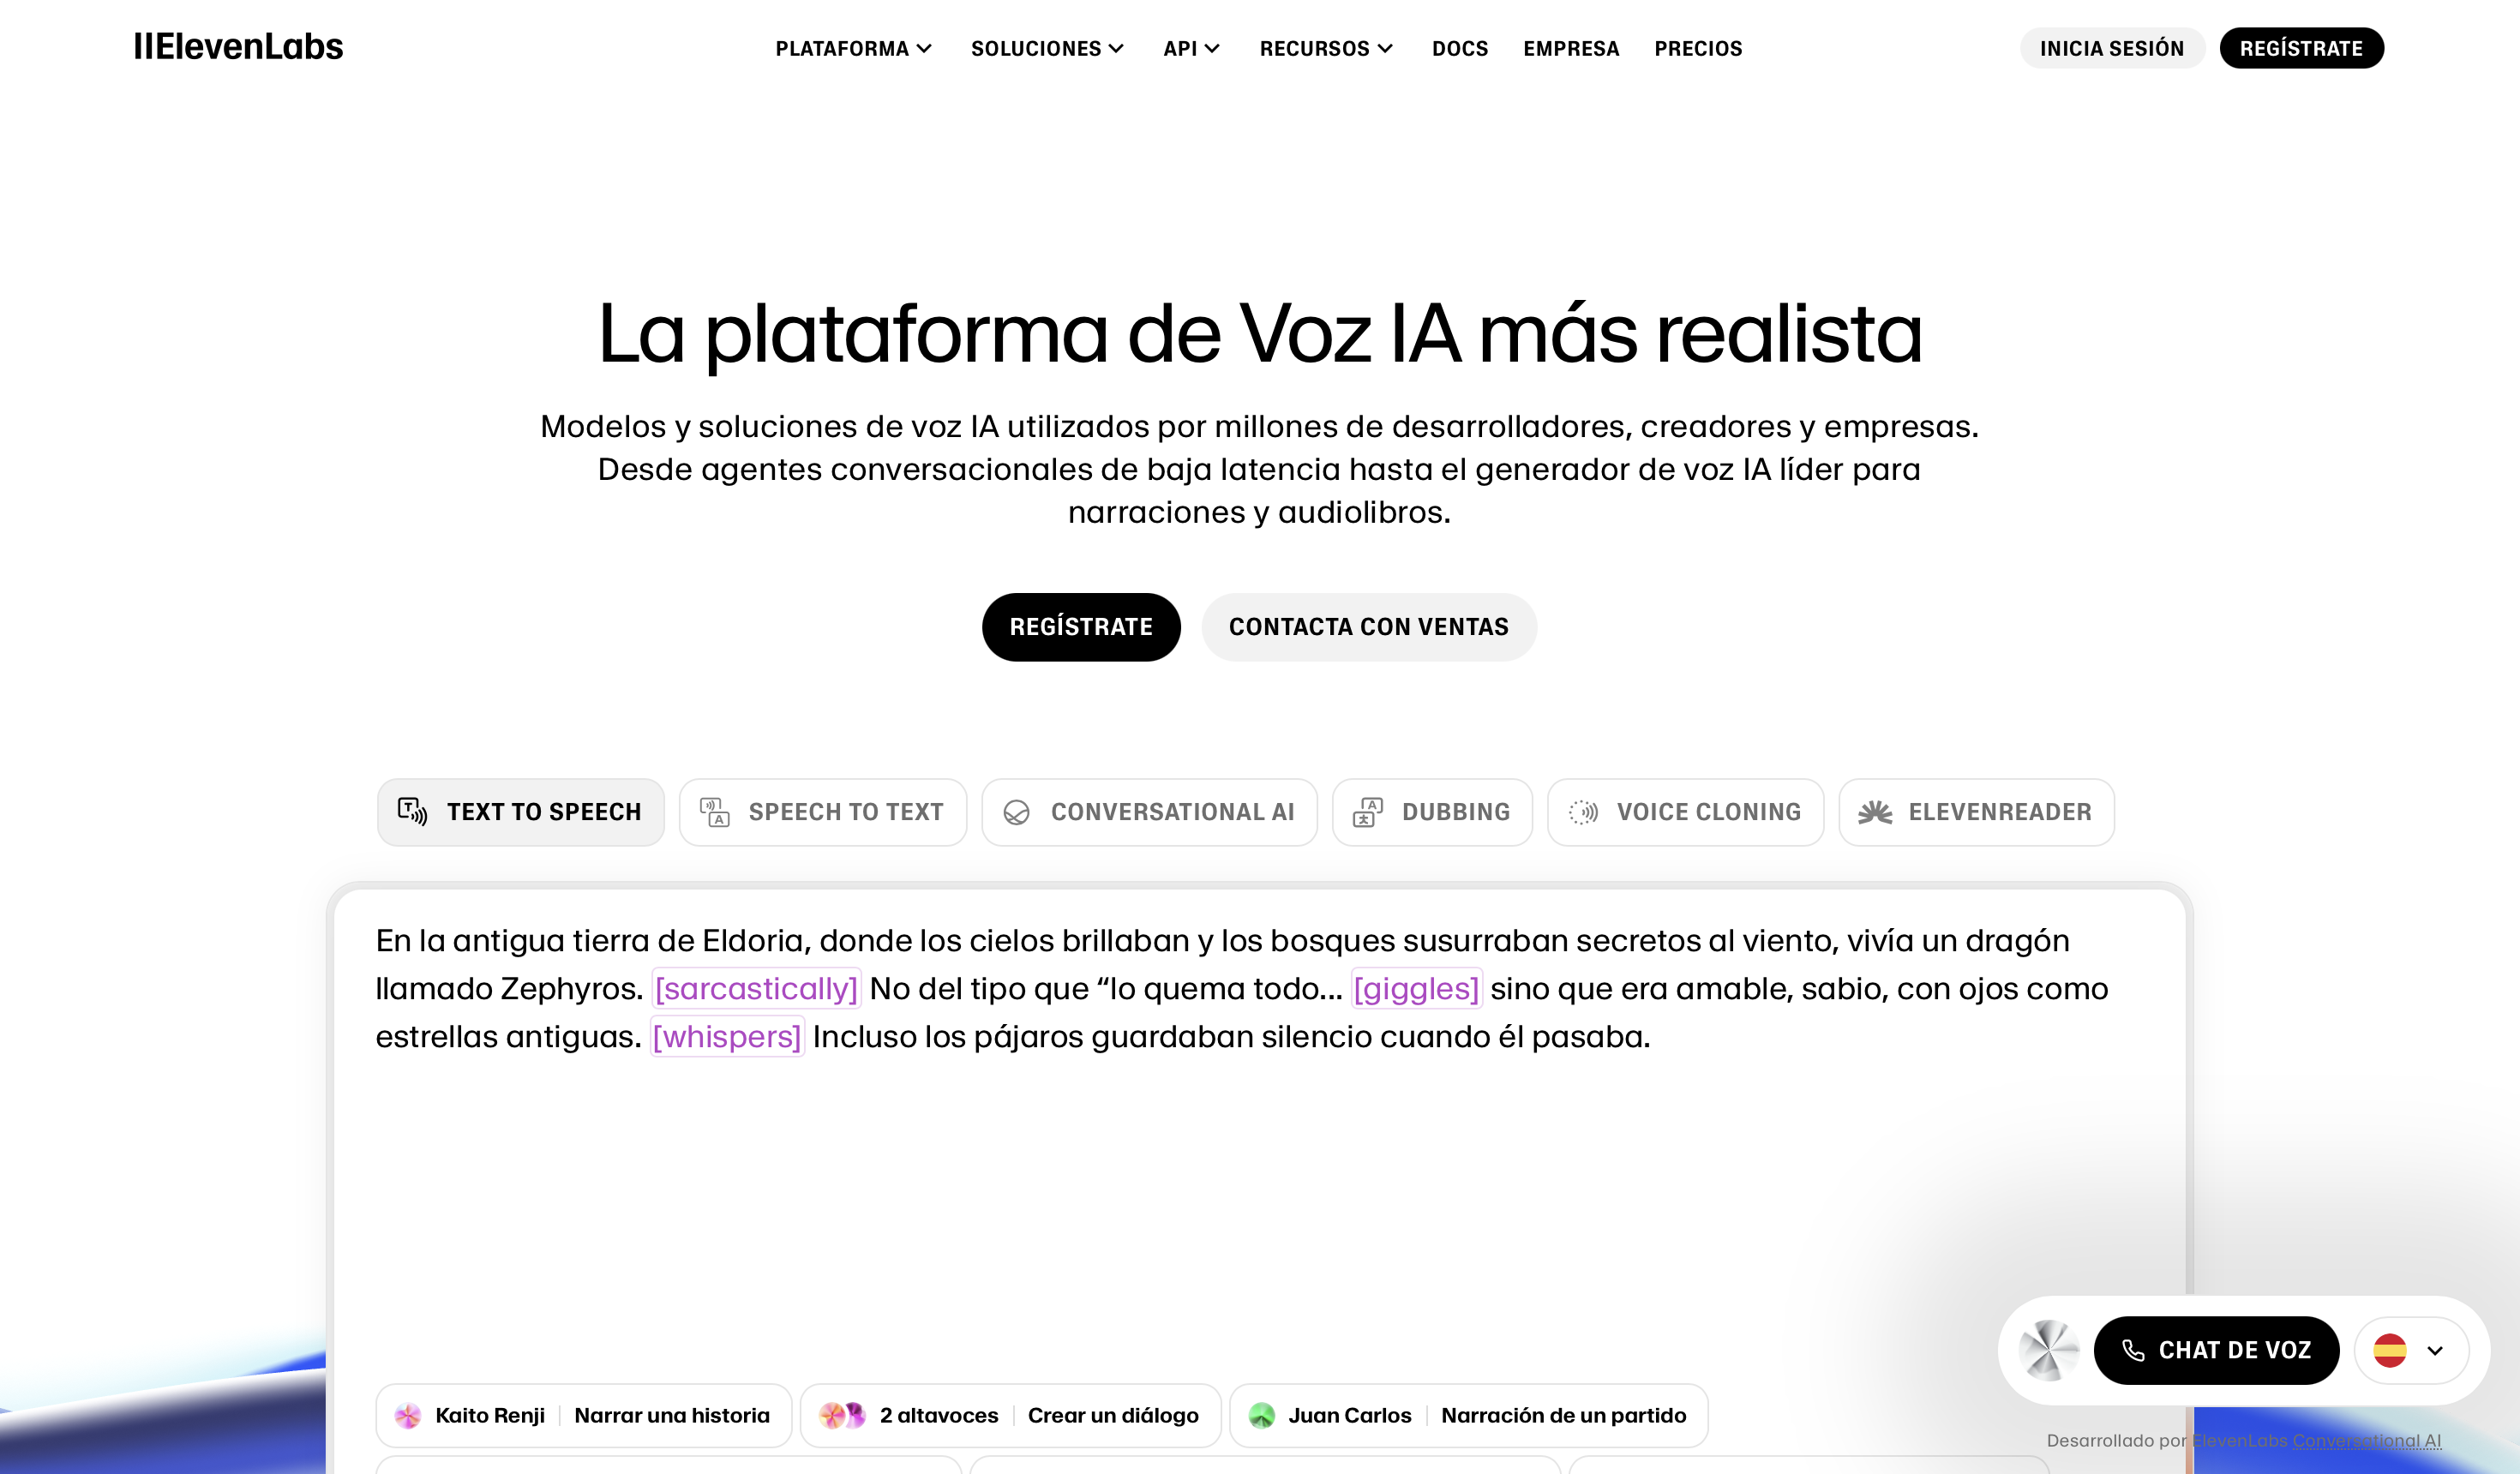 IIElevenLabs
PLATAFORMA
SOLUCIONES
API
RECURSOS
DOCS
EMPRESA
PRECIOS
INICIA SESIÓN
REGÍSTRATE
La plataforma de Voz IA más realista
Modelos y soluciones de voz IA utilizados por millones de desarrolladores, creadores y empresas.
Desde agentes conversacionales de baja latencia hasta el generador de voz IA líder para
narraciones y audiolibros.
REGÍSTRATE
CONTACTA CON VENTAS
TEXT TO SPEECH
SPEECH TO TEXT
CONVERSATIONAL AI
DUBBING
VOICE CLONING
ELEVENREADER
En la antigua tierra de Eldoria, donde los cielos brillaban y los bosques susurraban secretos al viento, vivía un dragón
llamado Zephyros. [sarcastically] No del tipo que “lo quema todo... [giggles] sino que era amable, sabio, con ojos como
estrellas antiguas. [whispers] Incluso los pájaros guardaban silencio cuando él pasaba.
CHAT DE VOZ
Kaito Renji | Narrar una historia
2 altavoces | Crear un diálogo
Juan Carlos | Narración de un partido
Desarrollado por ElevenLabs Conversational AI